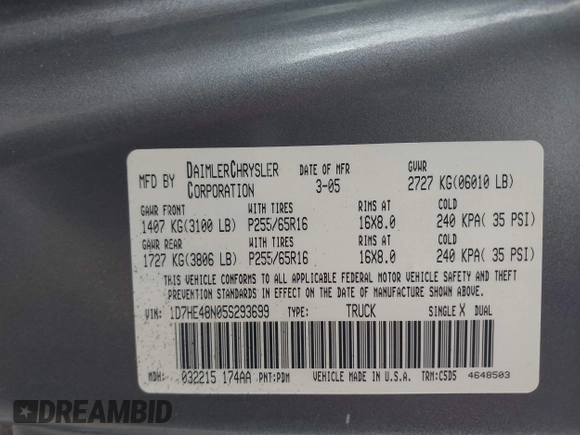 MFD BY DAIMLERCHRYSLER CORPORATION DATE OF MFR 3-05 GVWR 2727 KG(06010 LB)
GAWR FRONT WITH TIRES RIMS AT COLD
1407 KG(3100 LB) P255/65R16 16X8.0 240 KPA( 35 PSI)
GAWR REAR WITH TIRES RIMS AT COLD
1727 KG(3806 LB) P255/65R16 16X8.0 240 KPA( 35 PSI)
THIS VEHICLE CONFORMS TO ALL APPLICABLE FEDERAL MOTOR VEHICLE SAFETY AND THEFT
PREVENTION STANDARDS IN EFFECT ON THE DATE OF MANUFACTURE SHOWN ABOVE.
VIN: 1D7HE48N05S293699 TYPE: TRUCK SINGLE X DUAL
MDH: 032215 174AA PNT:PDM VEHICLE MADE IN U.S.A. TRM:C5D5 4648503
DREAMBID